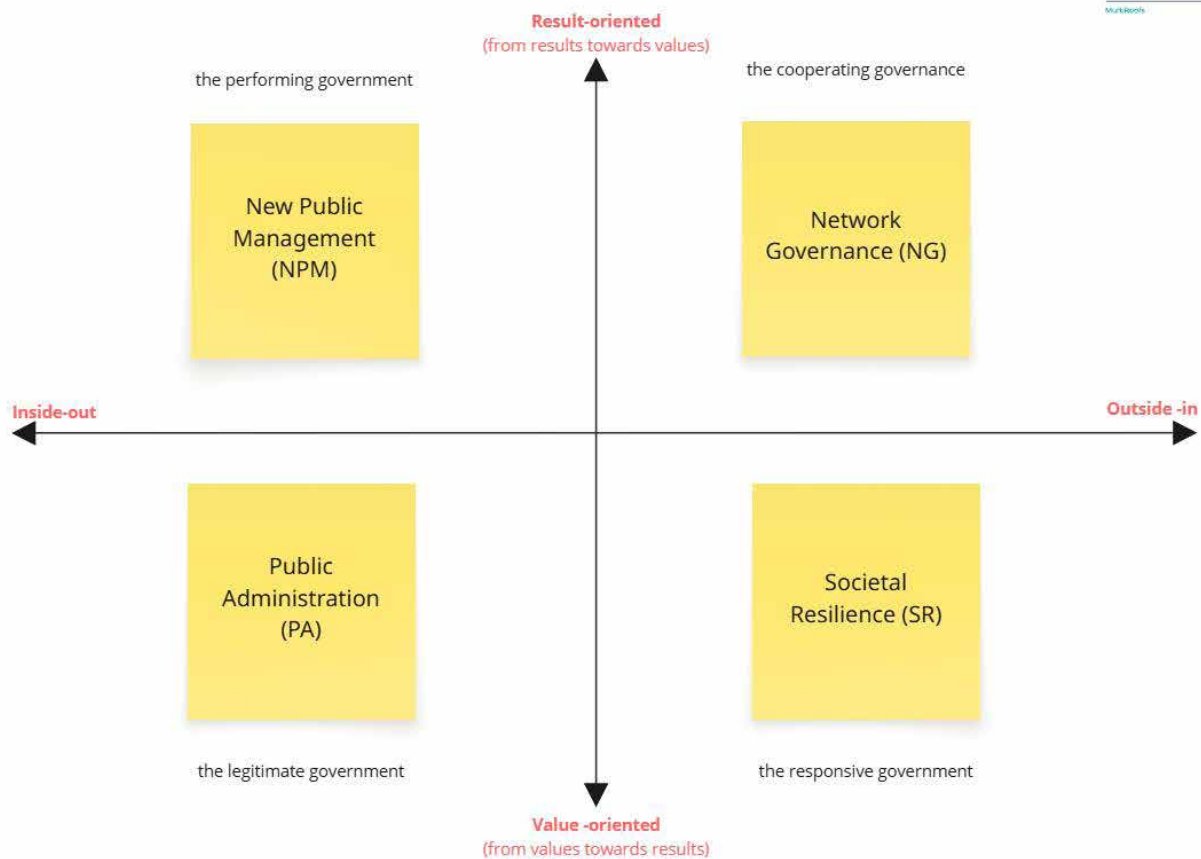 MultiRoofs
Result-oriented
(from results towards values)
the performing government
the cooperating governance
New Public
Management
(NPM)
Network
Governance (NG)
Inside-out
Outside -in
Public
Administration
(PA)
Societal
Resilience (SR)
the legitimate government
the responsive government
Value -oriented
(from values towards results)